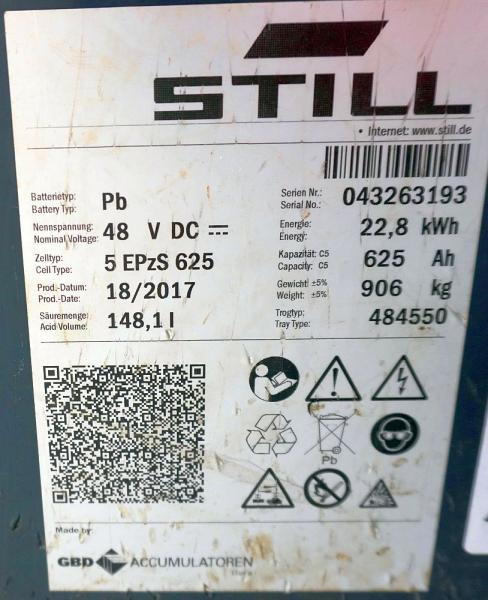 STILL
• Internet: www.still.de
Batterietyp: Pb
Battery Typ:
Serien Nr.: 043263193
Serial No.:
Nennspannung: 48 V DC ⎓
Nominal Voltage:
Energie: 22,8 kWh
Energy:
Zelltyp: 5 EPzS 625
Cell Type:
Kapazität: C5 625 Ah
Capacity: C5
Prod.-Datum: 18/2017
Prod.-Date:
Gewicht: ±5% 906 kg
Weight: ±5%
Säuremenge: 148,1 l
Acid Volume:
Trogtyp: 484550
Tray Type:
Pb
Made by:
GBD ACCUMULATOREN